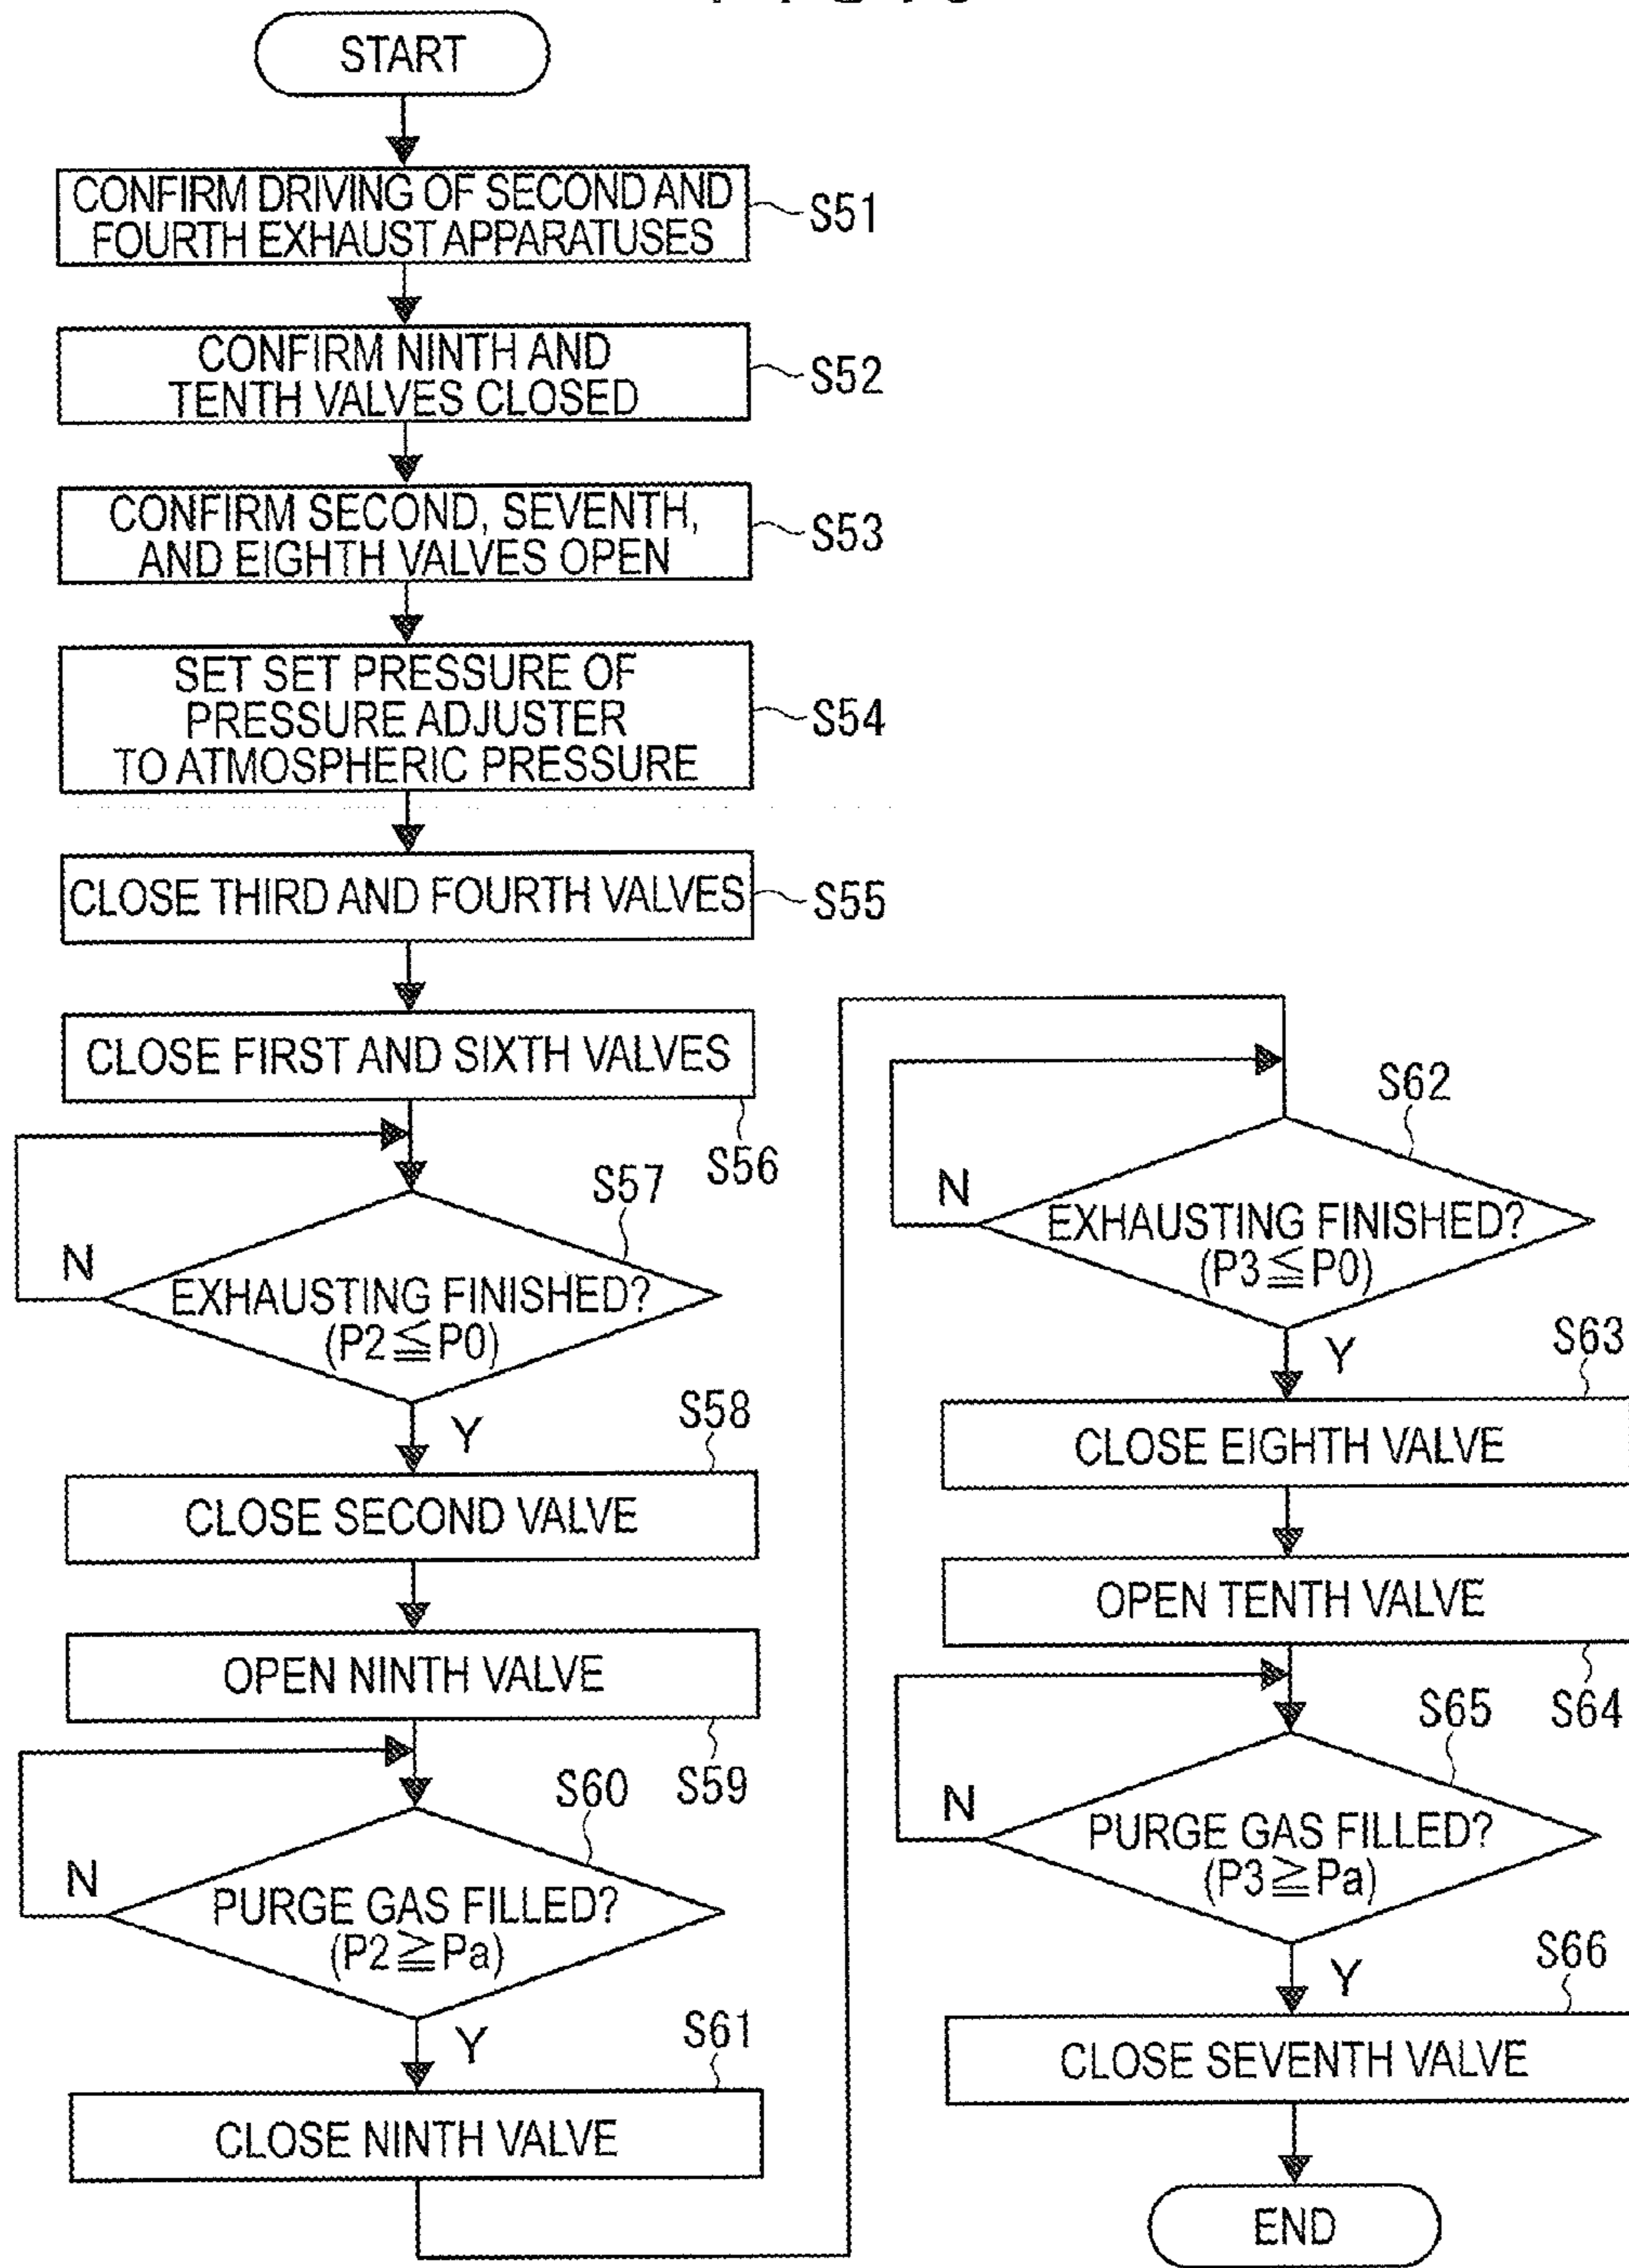 START
CONFIRM DRIVING OF SECOND AND
FOURTH EXHAUST APPARATUSES
S51
CONFIRM NINTH AND
TENTH VALVES CLOSED
S52
CONFIRM SECOND, SEVENTH,
AND EIGHTH VALVES OPEN
S53
SET SET PRESSURE OF
PRESSURE ADJUSTER
TO ATMOSPHERIC PRESSURE
S54
CLOSE THIRD AND FOURTH VALVES
S55
CLOSE FIRST AND SIXTH VALVES
S56
S57
N
EXHAUSTING FINISHED?
(P2≦P0)
Y
S58
CLOSE SECOND VALVE
OPEN NINTH VALVE
S59
S60
N
PURGE GAS FILLED?
(P2≧Pa)
Y
S61
CLOSE NINTH VALVE
S62
N
EXHAUSTING FINISHED?
(P3≦P0)
Y
S63
CLOSE EIGHTH VALVE
OPEN TENTH VALVE
S64
S65
N
PURGE GAS FILLED?
(P3≧Pa)
Y
S66
CLOSE SEVENTH VALVE
END